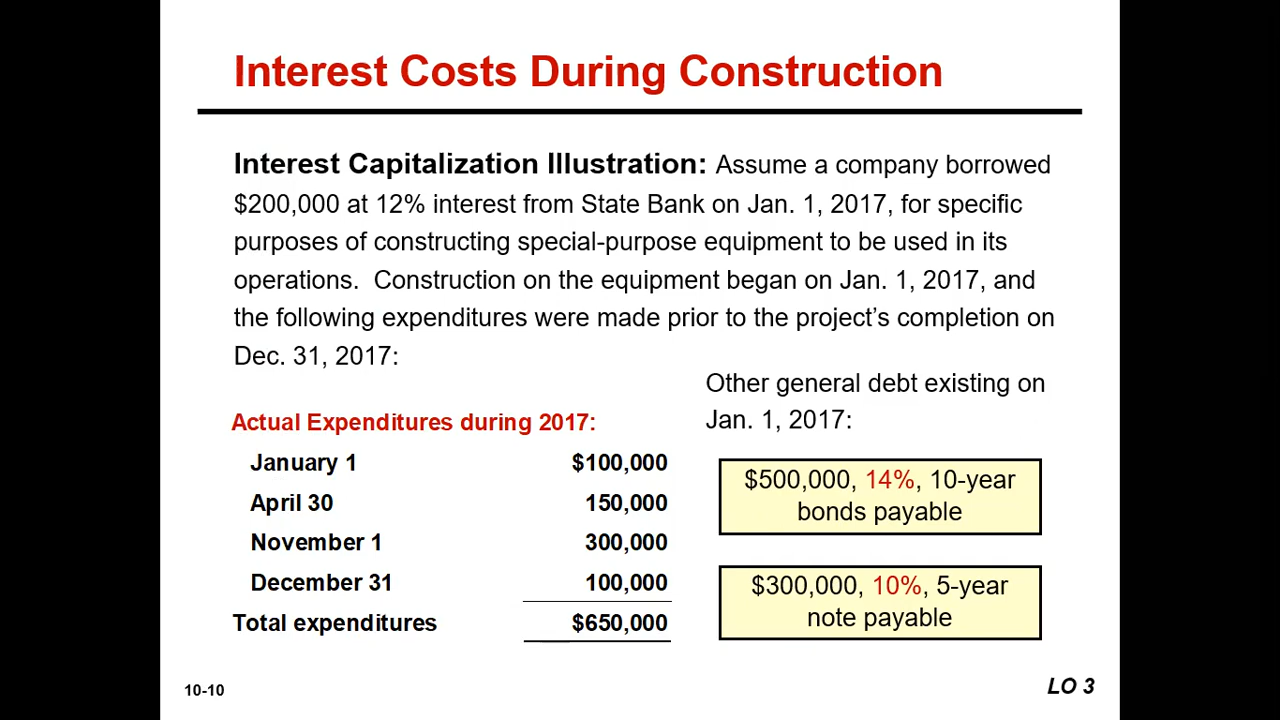 Interest Costs During Construction
Interest Capitalization Illustration: Assume a company borrowed
$200,000 at 12% interest from State Bank on Jan. 1, 2017, for specific
purposes of constructing special-purpose equipment to be used in its
operations. Construction on the equipment began on Jan. 1, 2017, and
the following expenditures were made prior to the project's completion on
Dec. 31, 2017:
Actual Expenditures during 2017:
January 1 $100,000
April 30 150,000
November 1 300,000
December 31 100,000
Total expenditures $650,000
Other general debt existing on
Jan. 1, 2017:
$500,000, 14%, 10-year
bonds payable
$300,000, 10%, 5-year
note payable
10-10
LO 3